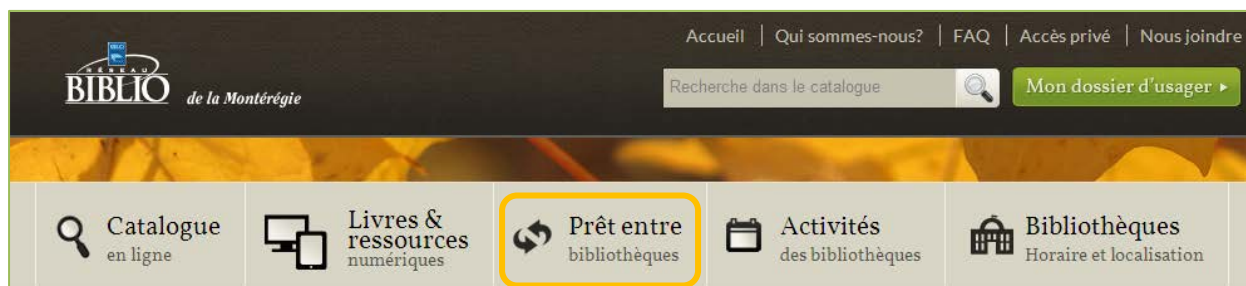 Accueil | Qui sommes-nous? | FAQ | Accès privé | Nous joindre
RÉSEAU
BIBLIO de la Montérégie
Recherche dans le catalogue
Mon dossier d'usager
Catalogue
en ligne
Livres &
ressources
numériques
Prêt entre
bibliothèques
Activités
des bibliothèques
Bibliothèques
Horaire et localisation